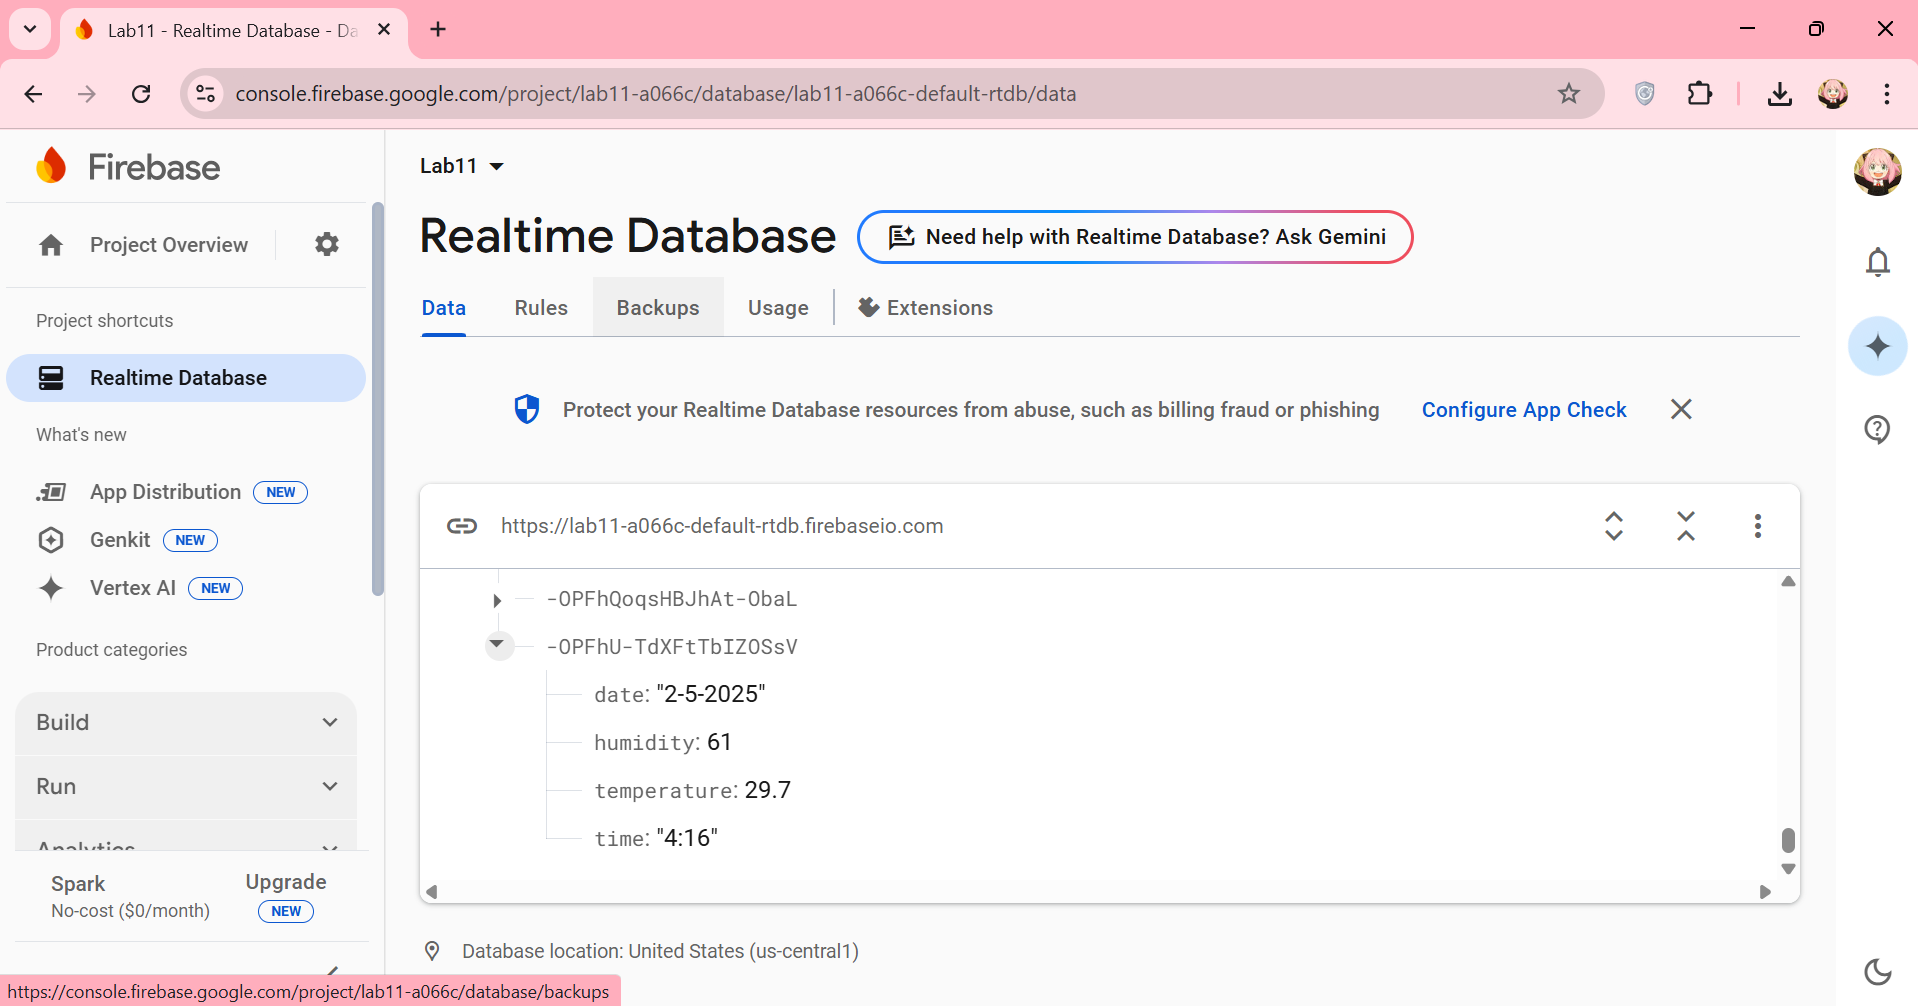 Lab11 - Realtime Database - Da
console.firebase.google.com/project/lab11-a066c/database/lab11-a066c-default-rtdb/data
Firebase
Project Overview
Project shortcuts
Realtime Database
What's new
App Distribution NEW
Genkit NEW
Vertex AI NEW
Product categories
Build
Run
Analytics
Spark
No-cost ($0/month)
Upgrade
NEW
Lab11
Realtime Database
Need help with Realtime Database? Ask Gemini
Data Rules Backups Usage Extensions
Protect your Realtime Database resources from abuse, such as billing fraud or phishing Configure App Check
https://lab11-a066c-default-rtdb.firebaseio.com
-OPFhQoqsHBJhAt-ObaL
-OPFhU-TdXFtTbIZOSsV
date: "2-5-2025"
humidity: 61
temperature: 29.7
time: "4:16"
Database location: United States (us-central1)
https://console.firebase.google.com/project/lab11-a066c/database/backups